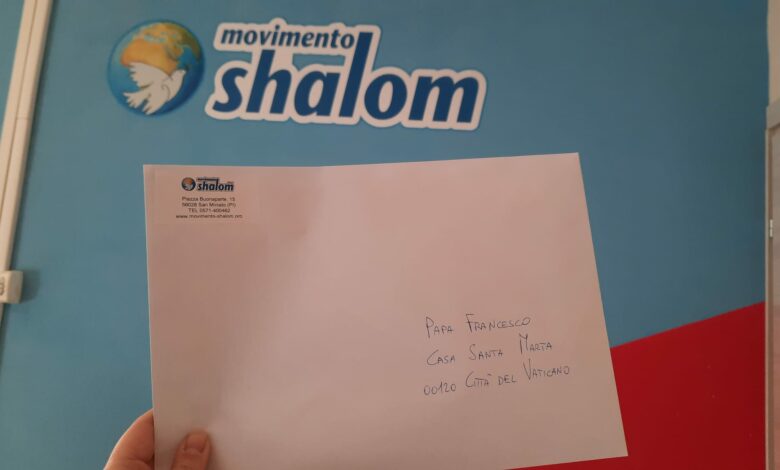 movimento
shalom
movimento
shalom
Piazza Buonaparte, 13
56028 San Miniato (PI)
TEL 0571-400462
www.movimento-shalom.org
PAPA FRANCESCO
CASA SANTA MARTA
00120 CITTÀ DEL VATICANO